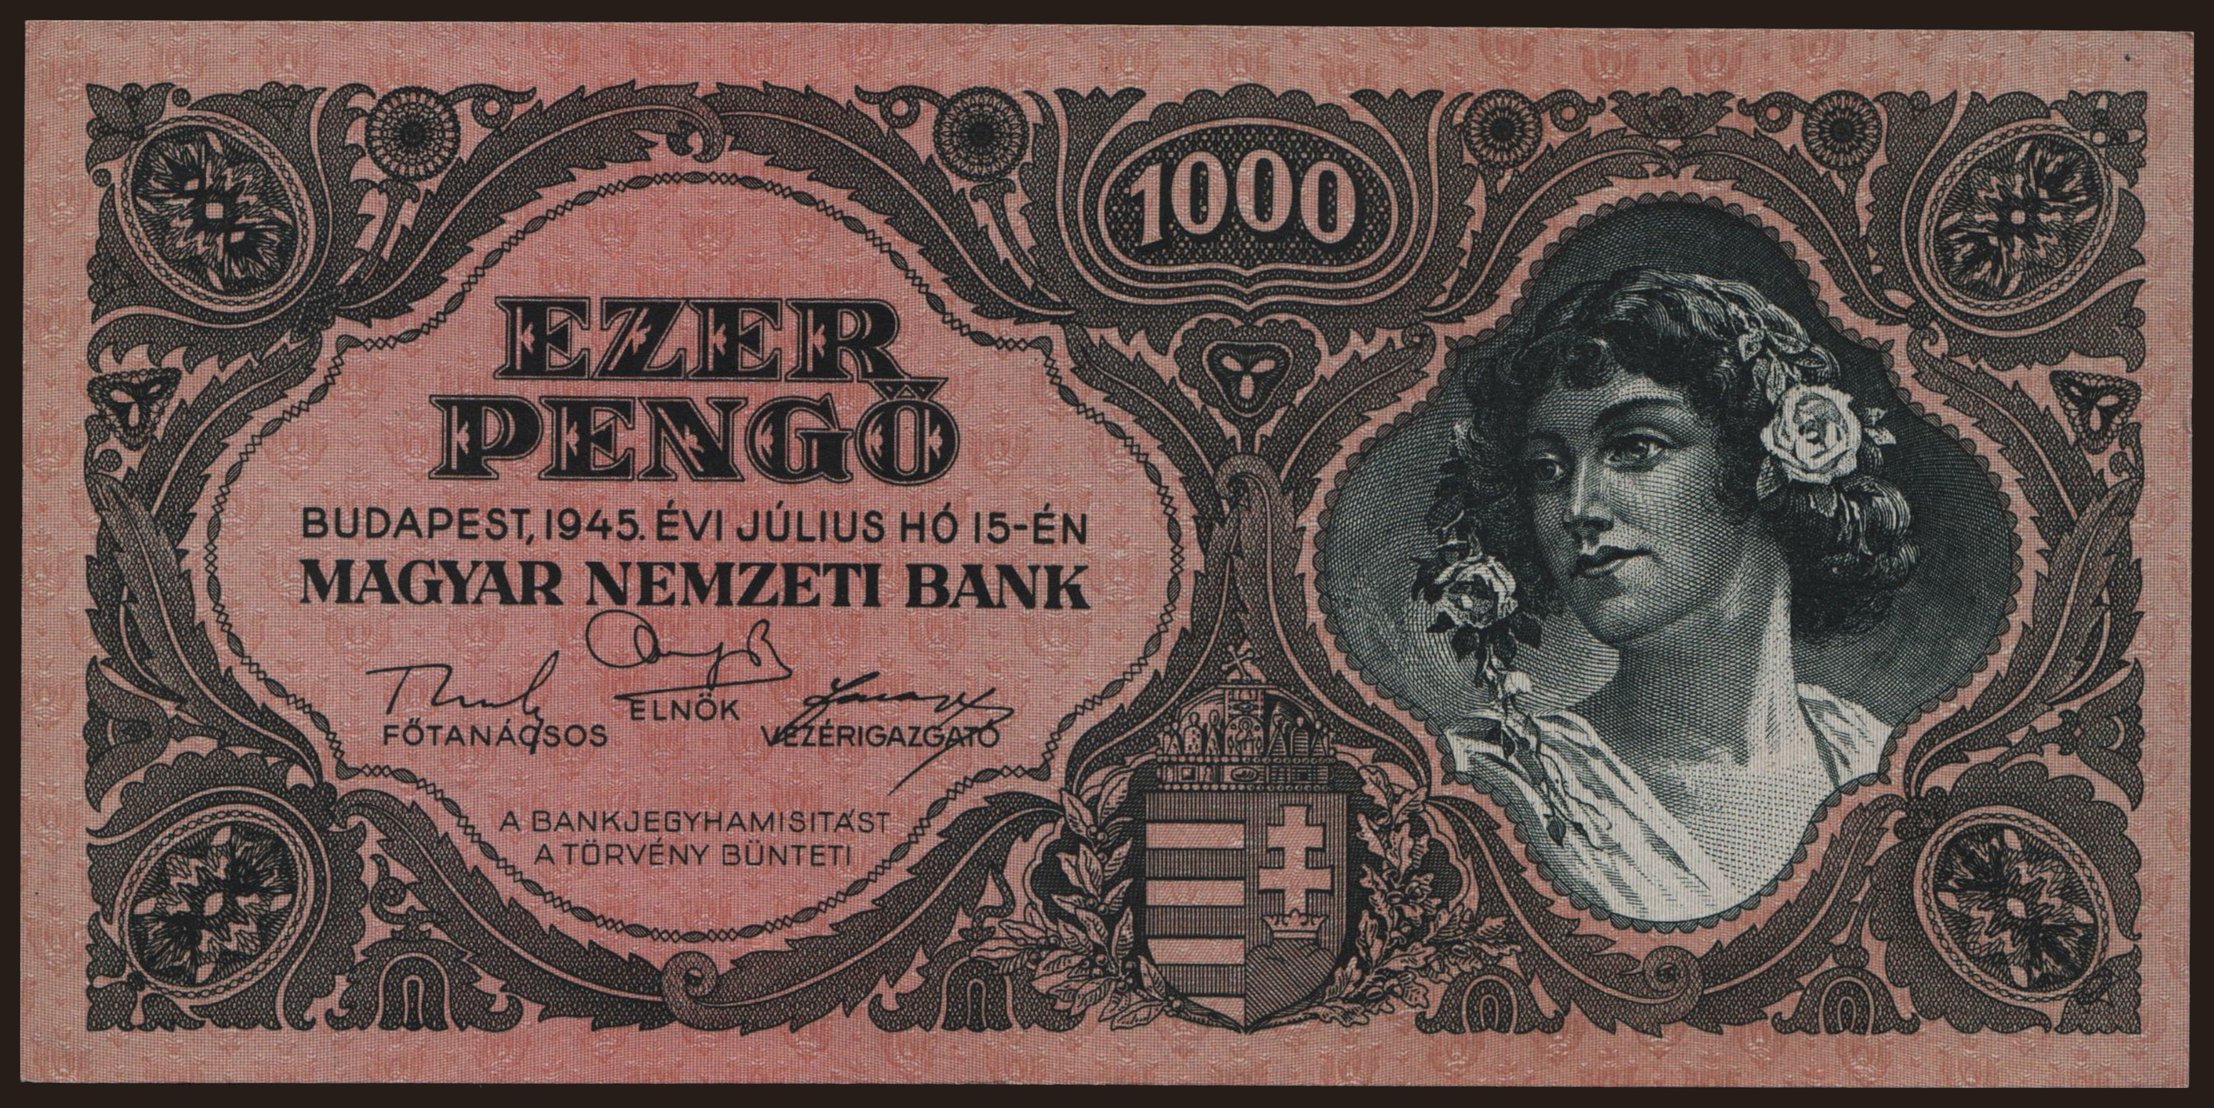 1000
EZER
PENGŐ
BUDAPEST, 1945. ÉVI JÚLIUS HÓ 15-ÉN
MAGYAR NEMZETI BANK
FŐTANÁCSOS
ELNÖK
VEZÉRIGAZGATÓ
A BANKJEGYHAMISITÁST
A TÖRVÉNY BÜNTETI